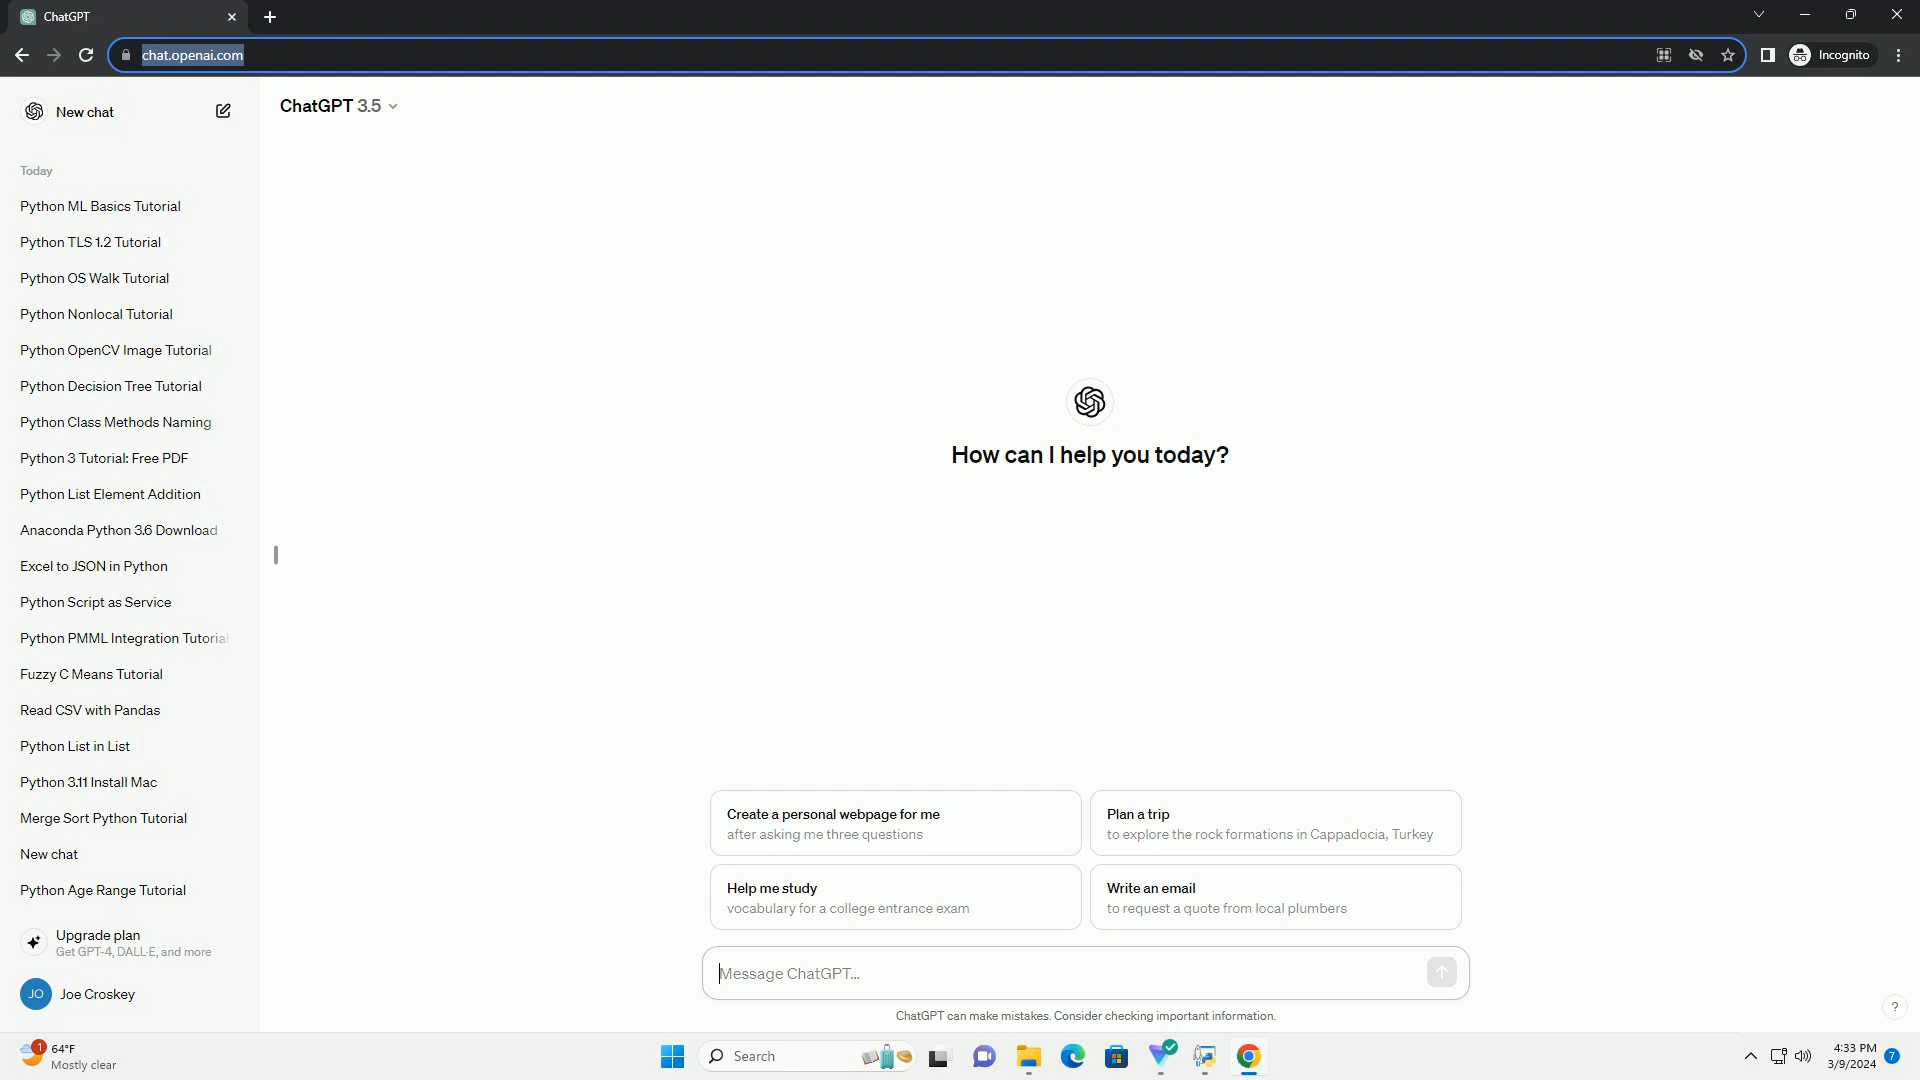 ChatGPT
chat.openai.com
Incognito
New chat
ChatGPT 3.5
Today
Python ML Basics Tutorial
Python TLS 1.2 Tutorial
Python OS Walk Tutorial
Python Nonlocal Tutorial
Python OpenCV Image Tutorial
Python Decision Tree Tutorial
Python Class Methods Naming
Python 3 Tutorial: Free PDF
Python List Element Addition
Anaconda Python 3.6 Download
Excel to JSON in Python
Python Script as Service
Python PMML Integration Tutorial
Fuzzy C Means Tutorial
Read CSV with Pandas
Python List in List
Python 3.11 Install Mac
Merge Sort Python Tutorial
New chat
Python Age Range Tutorial
Upgrade plan
Get GPT-4, DALL·E, and more
JO
Joe Croskey
How can I help you today?
Create a personal webpage for me
after asking me three questions
Plan a trip
to explore the rock formations in Cappadocia, Turkey
Help me study
vocabulary for a college entrance exam
Write an email
to request a quote from local plumbers
Message ChatGPT...
ChatGPT can make mistakes. Consider checking important information.
?
1
64°F
Mostly clear
Search
4:33 PM
3/9/2024
7